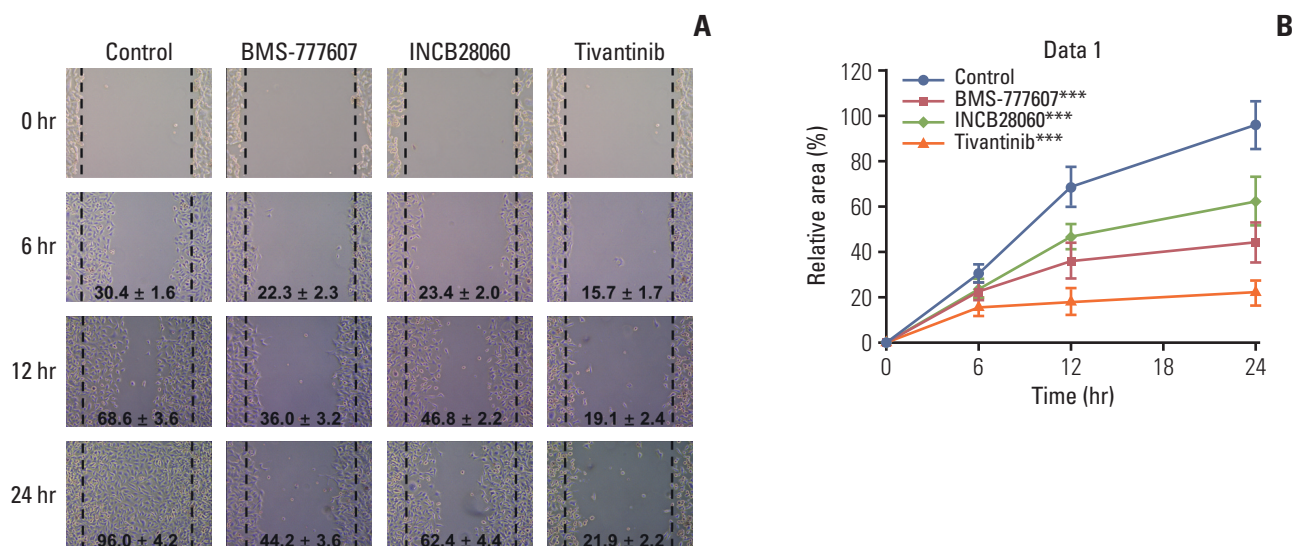 A
Control BMS-777607 INCB28060 Tivantinib
0 hr
6 hr
30.4 ± 1.6 22.3 ± 2.3 23.4 ± 2.0 15.7 ± 1.7
12 hr
68.6 ± 3.6 36.0 ± 3.2 46.8 ± 2.2 19.1 ± 2.4
24 hr
96.0 ± 4.2 44.2 ± 3.6 62.4 ± 4.4 21.9 ± 2.2
B
Data 1
Control
BMS-777607***
INCB28060***
Tivantinib***
Relative area (%)
120
100
80
60
40
20
0
0 6 12 18 24
Time (hr)